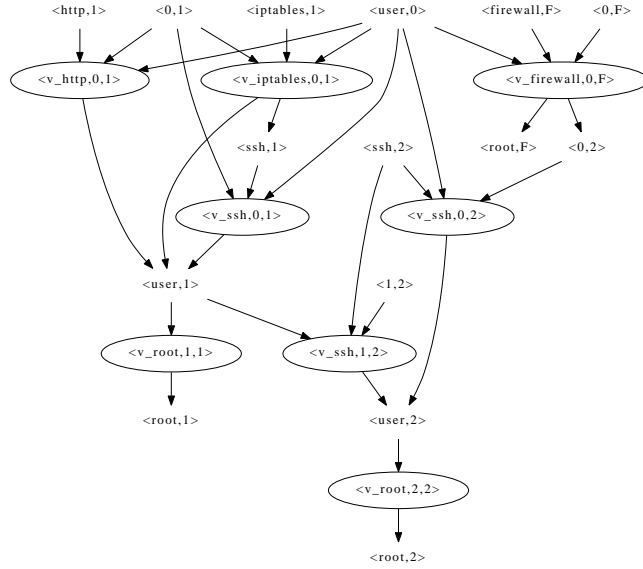 <http,1> <0,1> <iptables,1> <user,0> <firewall,F> <0,F>
<v_http,0,1> <v_iptables,0,1> <v_firewall,0,F>
<ssh,1> <ssh,2> <root,F> <0,2>
<v_ssh,0,1> <v_ssh,0,2>
<user,1> <1,2>
<v_root,1,1> <v_ssh,1,2>
<root,1> <user,2>
<v_root,2,2>
<root,2>